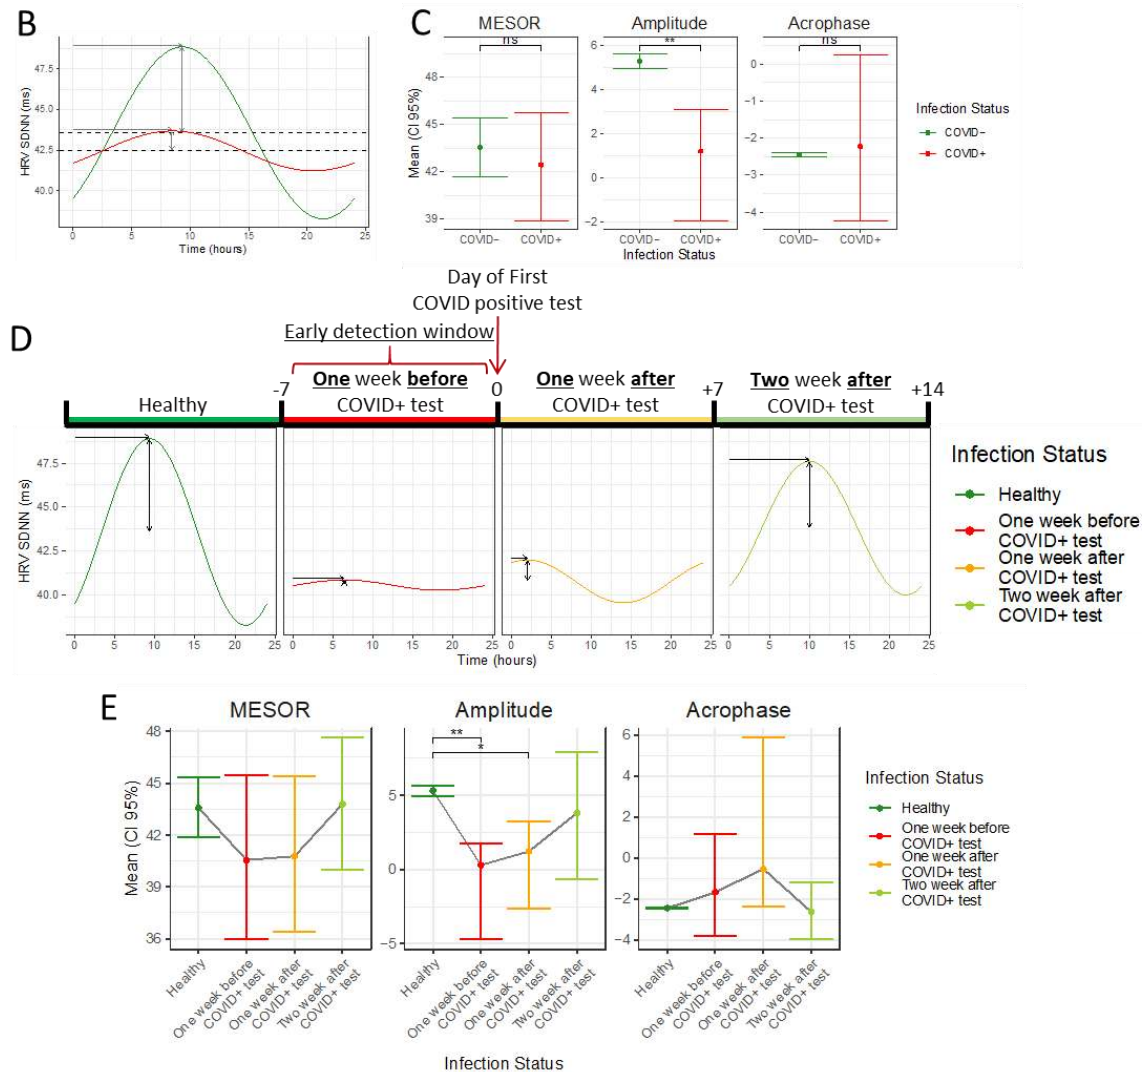 B
HRV SDNN (ms)
47.5
45.0
42.5
40.0
0 5 10 15 20 25
Time (hours)
C
MESOR Amplitude Acrophase
Mean (CI 95%)
ns
48
45
42
39
COVID− COVID+
**
6
4
2
0
−2
COVID− COVID+
ns
0
−1
−2
−3
−4
COVID− COVID+
Infection Status
Infection Status
COVID−
COVID+
Day of First
COVID positive test
D
Early detection window
-7 0 +7 +14
Healthy
One week before
COVID+ test
One week after
COVID+ test
Two week after
COVID+ test
HRV SDNN (ms)
47.5
45.0
42.5
40.0
0 5 10 15 20 25
0 5 10 15 20 25
0 5 10 15 20 25
0 5 10 15 20 25
Time (hours)
Infection Status
Healthy
One week before
COVID+ test
One week after
COVID+ test
Two week after
COVID+ test
E
MESOR Amplitude Acrophase
Mean (CI 95%)
48
45
42
39
36
**
*
5
0
−5
6
4
2
0
−2
−4
Healthy
One week before
COVID+ test
One week after
COVID+ test
Two week after
COVID+ test
Healthy
One week before
COVID+ test
One week after
COVID+ test
Two week after
COVID+ test
Healthy
One week before
COVID+ test
One week after
COVID+ test
Two week after
COVID+ test
Infection Status
Infection Status
Healthy
One week before
COVID+ test
One week after
COVID+ test
Two week after
COVID+ test